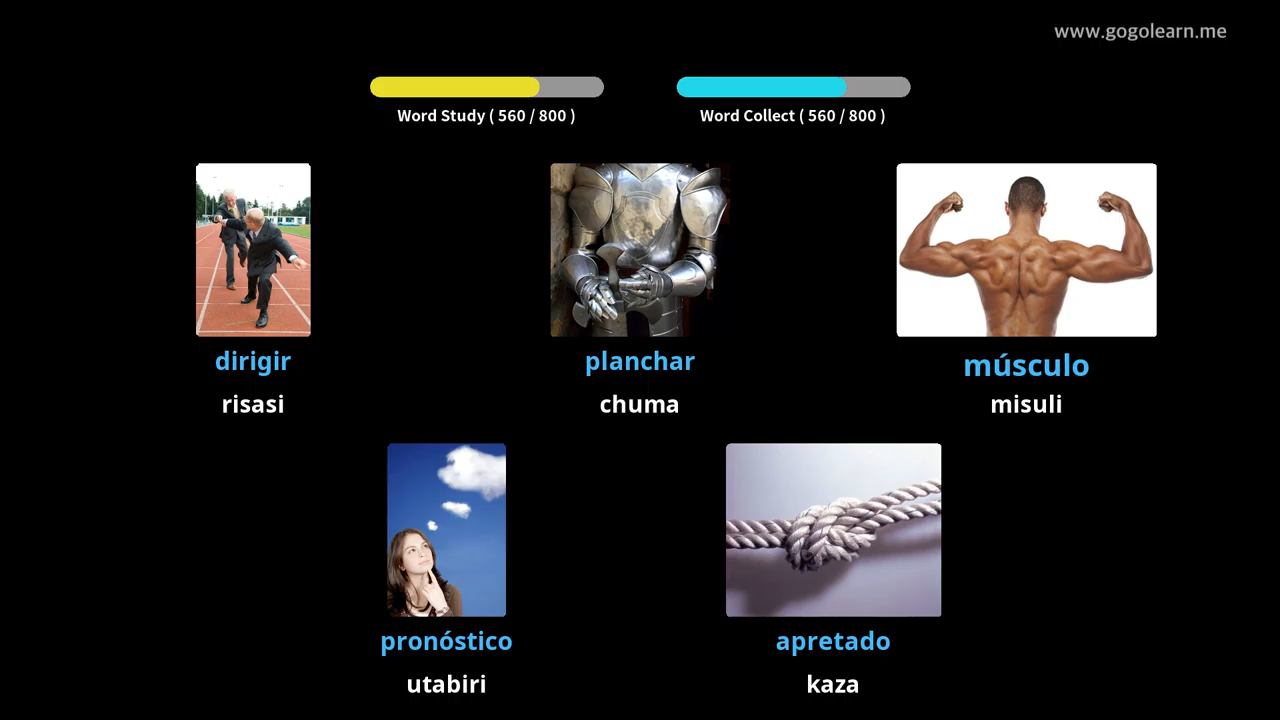 www.gogolearn.me
Word Study ( 560 / 800 )
Word Collect ( 560 / 800 )
dirigir
planchar
músculo
risasi
chuma
misuli
pronóstico
apretado
utabiri
kaza